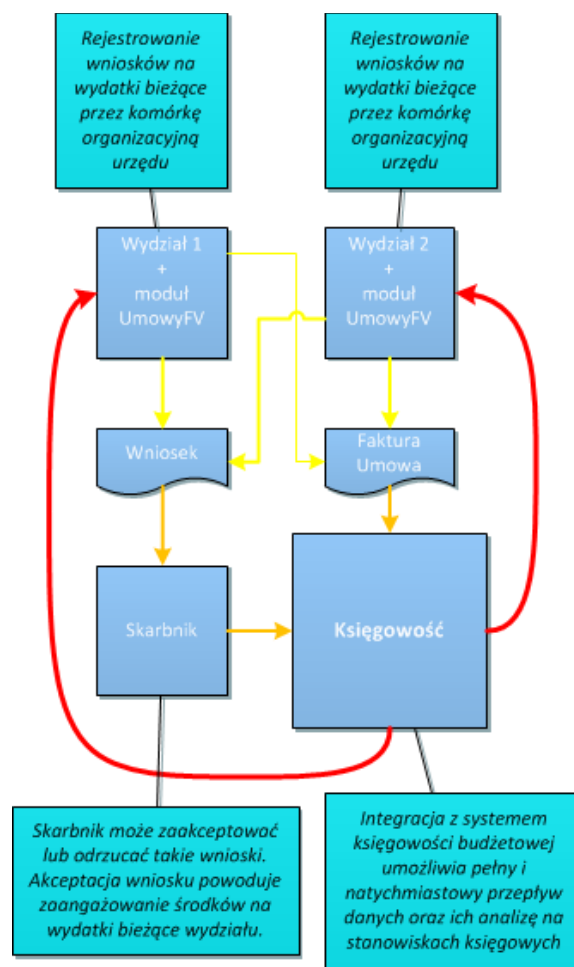 Rejestrowanie
wniosków na
wydatki bieżące
przez komórkę
organizacyjną
urzędu
Rejestrowanie
wniosków na
wydatki bieżące
przez komórkę
organizacyjną
urzędu
Wydział 1
+
moduł
UmowyFV
Wydział 2
+
moduł
UmowyFV
Wniosek
Faktura
Umowa
Skarbnik
Księgowość
Skarbnik może zaakceptować
lub odrzucać takie wnioski.
Akceptacja wniosku powoduje
zaangażowanie środków na
wydatki bieżące wydziału.
Integracja z systemem
księgowości budżetowej
umożliwia pełny i
natychmiastowy przepływ
danych oraz ich analizę na
stanowiskach księgowych